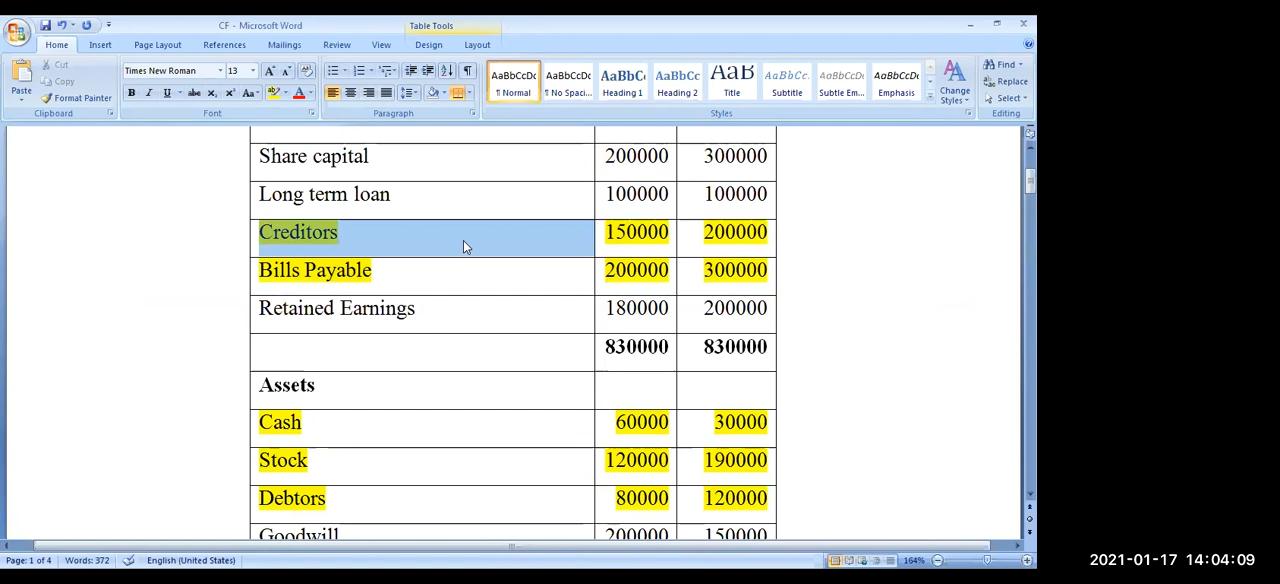 CF - Microsoft Word
Table Tools
Home Insert Page Layout References Mailings Review View Design Layout
Cut
Copy
Paste
Format Painter
Clipboard
Times New Roman 13
Font
Paragraph
AaBbCcDc AaBbCcDc AaBbC AaBbCc AaB AaBbCc. AaBbCcDc AaBbCcDc
¶ Normal ¶ No Spaci... Heading 1 Heading 2 Title Subtitle Subtle Em... Emphasis
Styles
Change Styles
Find
Replace
Select
Editing
Share capital 200000 300000
Long term loan 100000 100000
Creditors 150000 200000
Bills Payable 200000 300000
Retained Earnings 180000 200000
830000 830000
Assets
Cash 60000 30000
Stock 120000 190000
Debtors 80000 120000
Goodwill 200000 150000
Page: 1 of 4 Words: 372 English (United States) 164%
2021-01-17 14:04:09